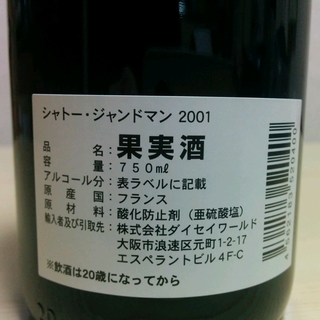 シャトー・ジャンドマン 2001
品名：果実酒
容量：750ml
アルコール分：表ラベルに記載
原産国：フランス
原材料：酸化防止剤（亜硫酸塩）
輸入者及び引取先：株式会社ダイセイワールド
大阪市浪速区元町1-2-17
エスペラントビル4F-C
※飲酒は20歳になってから